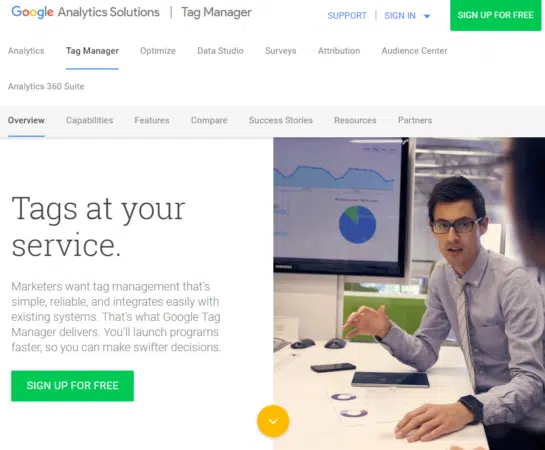 Google Analytics Solutions | Tag Manager
SUPPORT | SIGN IN
SIGN UP FOR FREE
Analytics Tag Manager Optimize Data Studio Surveys Attribution Audience Center
Analytics 360 Suite
Overview Capabilities Features Compare Success Stories Resources Partners
Tags at your
service.
Marketers want tag management that's
simple, reliable, and integrates easily with
existing systems. That's what Google Tag
Manager delivers. You'll launch programs
faster, so you can make swifter decisions.
SIGN UP FOR FREE